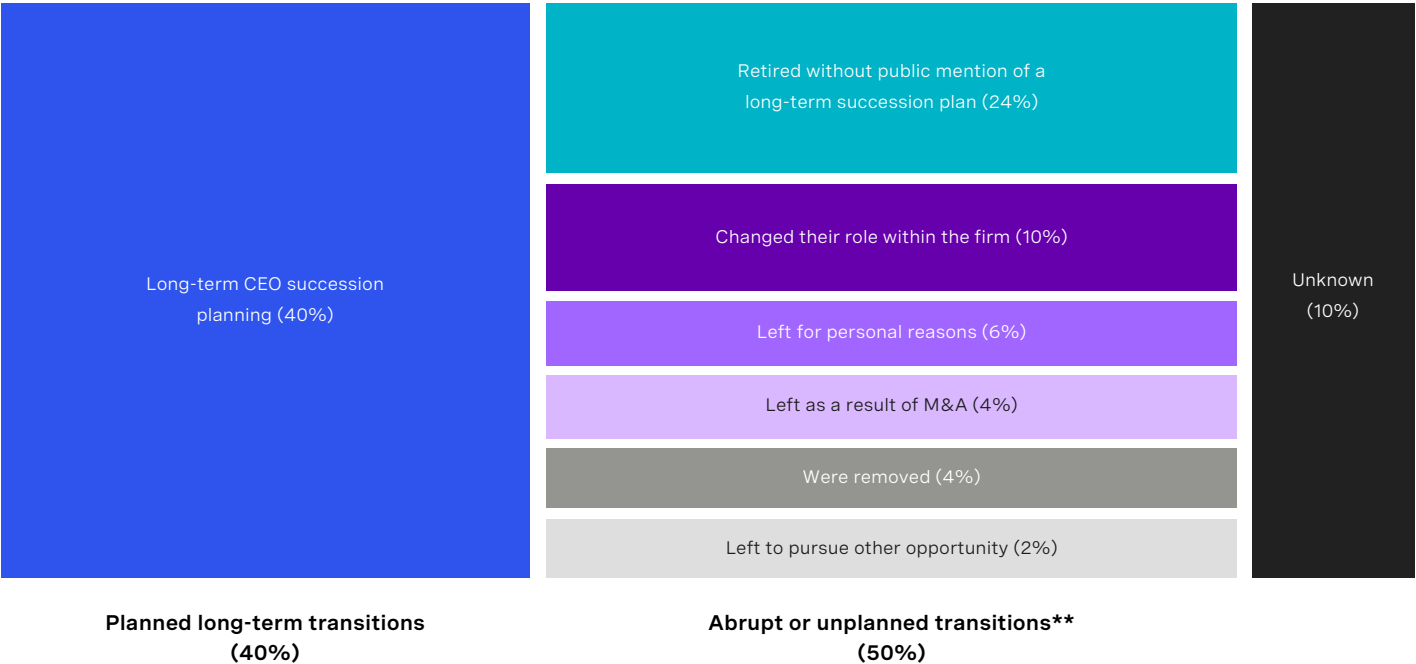 Long-term CEO succession
planning (40%)
Retired without public mention of a
long-term succession plan (24%)
Changed their role within the firm (10%)
Left for personal reasons (6%)
Left as a result of M&A (4%)
Were removed (4%)
Left to pursue other opportunity (2%)
Unknown
(10%)
Planned long-term transitions
(40%)
Abrupt or unplanned transitions**
(50%)